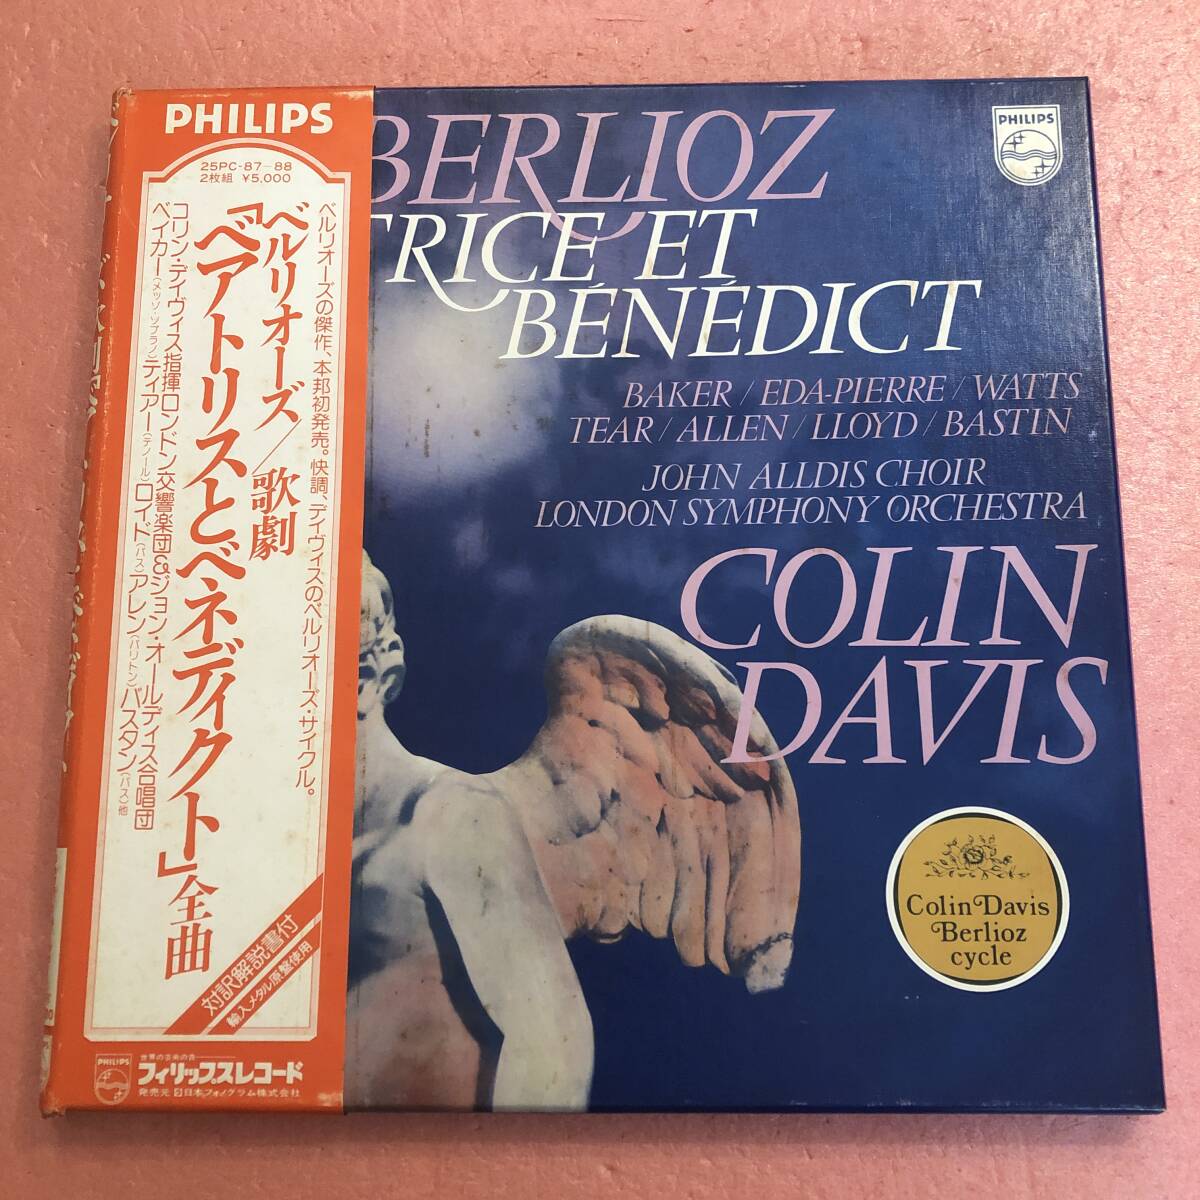 PHILIPS
25PC-87-88
2枚組 ¥5,000
ベルリオーズの傑作、本邦初発売。快調、デイヴィスのベルリオーズ・サイクル。
ベルリオーズ/歌劇
「ベアトリスとベネディクト」全曲
コリン・デイヴィス指揮ロンドン交響楽団&ジョン・オールディス合唱団
ベイカー(メッゾ・ソプラノ)ティアー(テノール)ロイド(バス)アレン(バリトン)バスタン(バス)他
対訳解説書付
輸入メタル原盤使用
PHILIPS
世界の音楽の会
フィリップスレコード
発売元 日本フォノグラム株式会社
BERLIOZ
TRICE ET
BÉNÉDICT
PHILIPS
BAKER / EDA-PIERRE / WATTS
TEAR / ALLEN / LLOYD / BASTIN
JOHN ALLDIS CHOIR
LONDON SYMPHONY ORCHESTRA
COLIN
DAVIS
Colin Davis
Berlioz
cycle